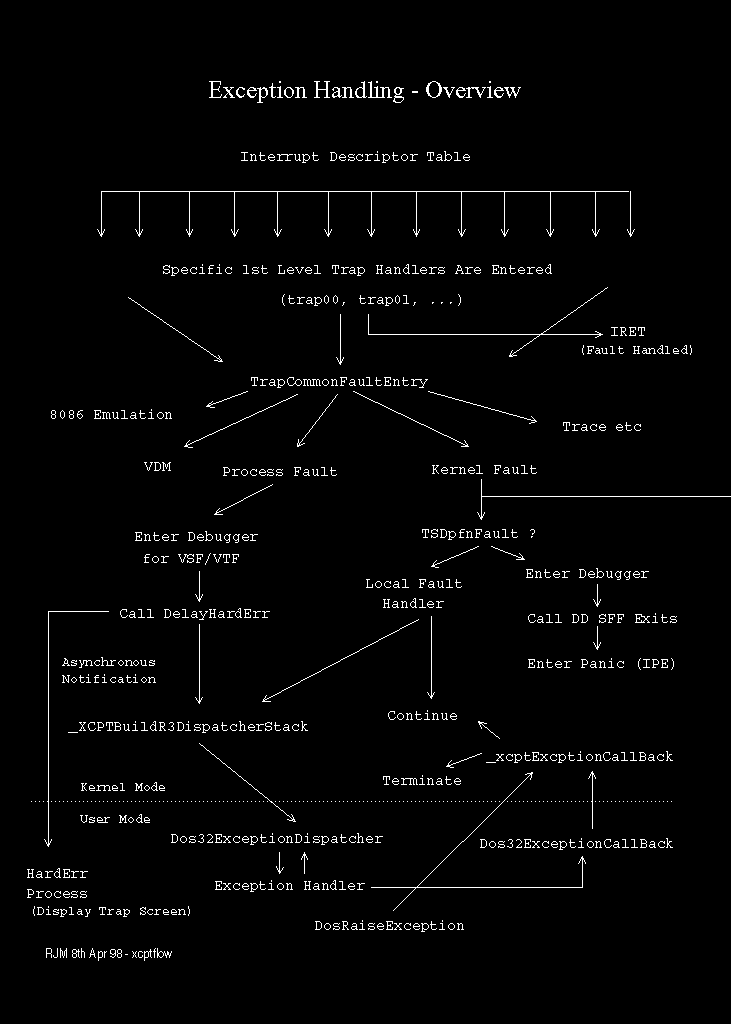 Exception Handling - Overview
Interrupt Descriptor Table
Specific 1st Level Trap Handlers Are Entered
(trap00, trap01, ...)
IRET
(Fault Handled)
TrapCommonFaultEntry
8086 Emulation
Trace etc
VDM
Process Fault
Kernel Fault
Enter Debugger
for VSF/VTF
TSDpfnFault ?
Local Fault
Handler
Enter Debugger
Call DelayHardErr
Call DD SFF Exits
Asynchronous
Notification
Enter Panic (IPE)
_XCPTBuildR3DispatcherStack
Continue
_xcptExcptionCallBack
Terminate
Kernel Mode
User Mode
Dos32ExceptionDispatcher
Dos32ExceptionCallBack
HardErr
Process
(Display Trap Screen)
Exception Handler
DosRaiseException
RJM 8th Apr 98 - xcptflow